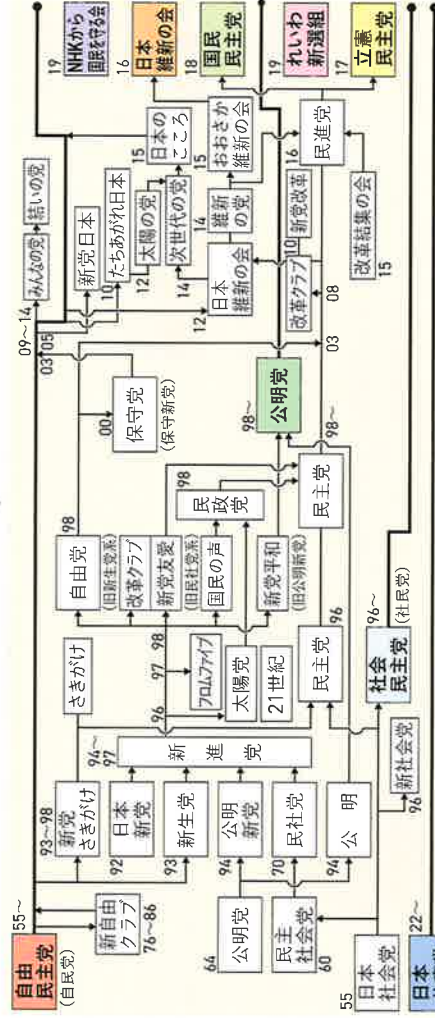 自由
民主党
(自民党)
55～
新自由
クラブ
76～86
64
公明党
民主
社会党
60
55
日本
社会党
22～
日本
93～98
新党
さきがけ
92
日本
新党
93
新生党
94
公明
新党
70
民社党
94
公 明
新社会党
96
さきがけ
94～
97
新
進
党
96
97
98
フロムファイブ
太陽党
21世紀
民主党
96
社会
民主党
96～
(社民党)
98
自由党
(旧新生党系)
改革クラブ
新党友愛
(旧民社党系)
国民の声
新党平和
(旧公明新党)
民
政
党
98
民主党
98～
00
保守党
(保守新党)
98～
公明党
03
03
05
09～14
みんなの党
結いの党
新党日本
10
たちあがれ日本
12
太陽の党
14
次世代の党
12
日本
維新の会
14
維新
の党
15
日本の
こころ
15
おおさか
維新の会
10
改革クラブ
新党改革
08
16
民進党
改革結集の会
15
19
NHKから
国民を守る会
16
日本
維新の会
18
国民
民主党
19
れいわ
新選組
17
立憲
民主党